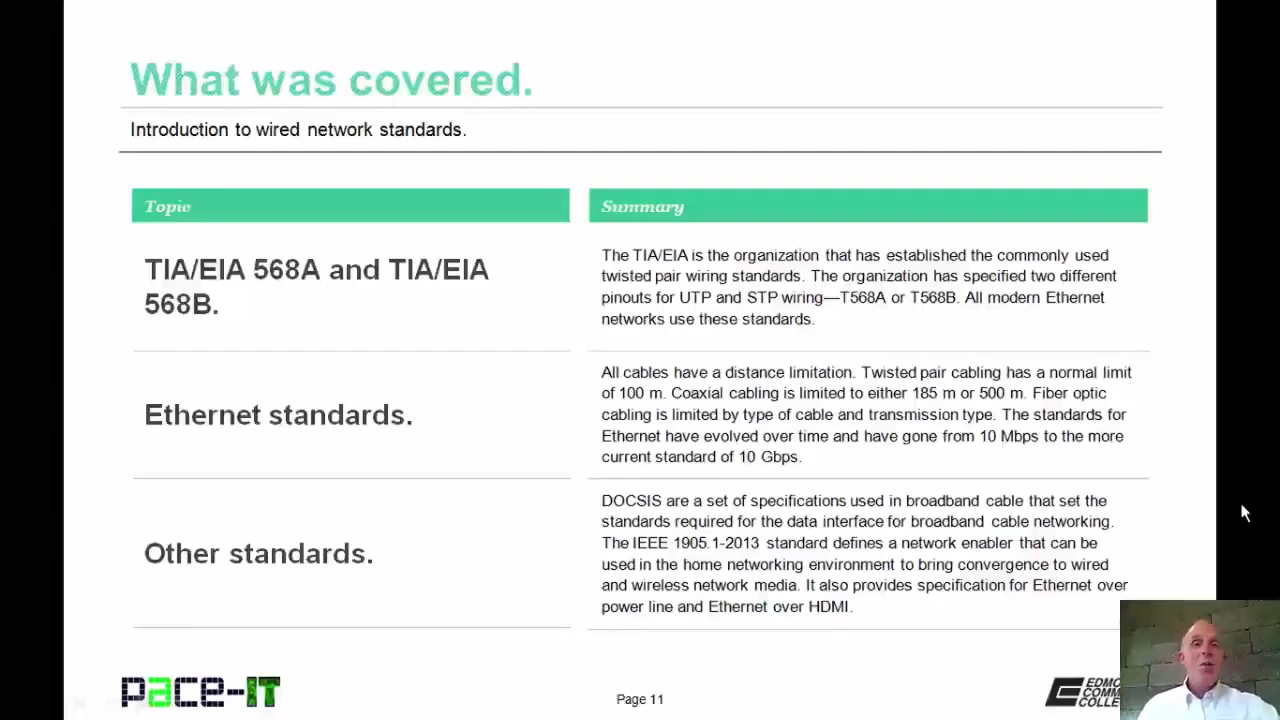 What was covered.
Introduction to wired network standards.
Topic
Summary
TIA/EIA 568A and TIA/EIA
568B.
The TIA/EIA is the organization that has established the commonly used
twisted pair wiring standards. The organization has specified two different
pinouts for UTP and STP wiring—T568A or T568B. All modern Ethernet
networks use these standards.
Ethernet standards.
All cables have a distance limitation. Twisted pair cabling has a normal limit
of 100 m. Coaxial cabling is limited to either 185 m or 500 m. Fiber optic
cabling is limited by type of cable and transmission type. The standards for
Ethernet have evolved over time and have gone from 10 Mbps to the more
current standard of 10 Gbps.
Other standards.
DOCSIS are a set of specifications used in broadband cable that set the
standards required for the data interface for broadband cable networking.
The IEEE 1905.1-2013 standard defines a network enabler that can be
used in the home networking environment to bring convergence to wired
and wireless network media. It also provides specification for Ethernet over
power line and Ethernet over HDMI.
pace-IT
Page 11